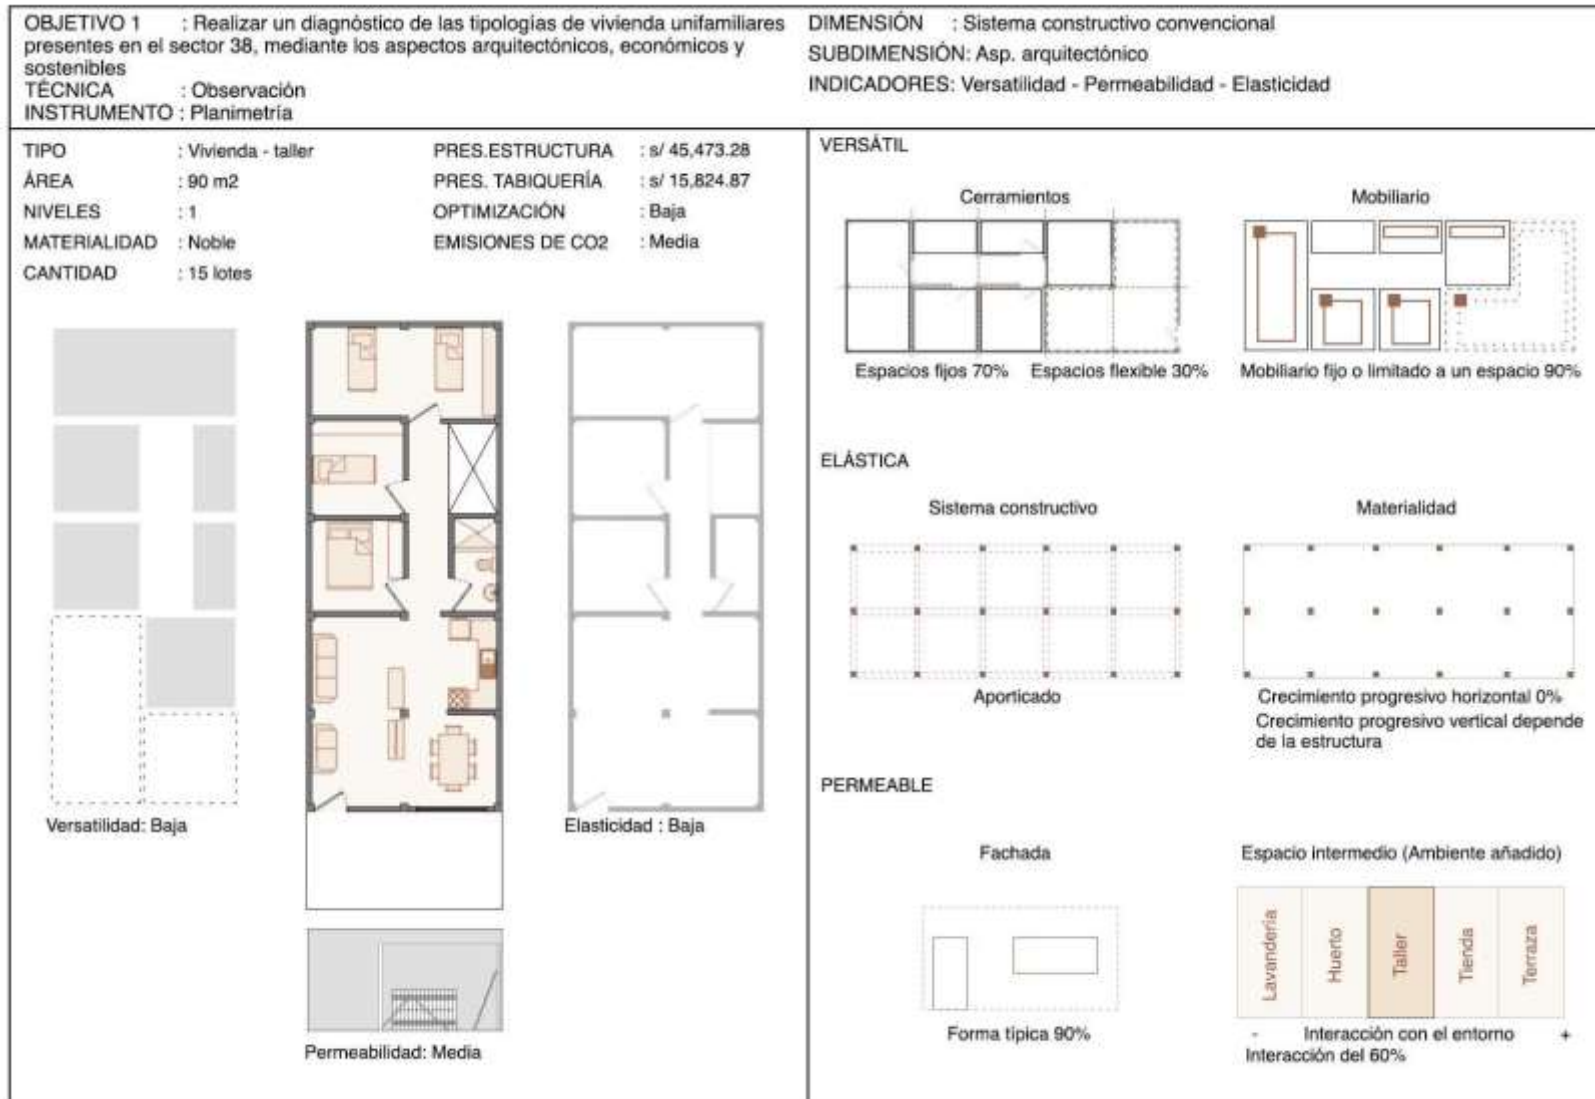 OBJETIVO 1 : Realizar un diagnóstico de las tipologías de vivienda unifamiliares
presentes en el sector 38, mediante los aspectos arquitectónicos, económicos y
sostenibles
TÉCNICA : Observación
INSTRUMENTO : Planimetría
DIMENSIÓN : Sistema constructivo convencional
SUBDIMENSIÓN: Asp. arquitectónico
INDICADORES: Versatilidad - Permeabilidad - Elasticidad
TIPO : Vivienda - taller
ÁREA : 90 m2
NIVELES : 1
MATERIALIDAD : Noble
CANTIDAD : 15 lotes
PRES.ESTRUCTURA : s/ 45,473.28
PRES. TABIQUERÍA : s/ 15,824.87
OPTIMIZACIÓN : Baja
EMISIONES DE CO2 : Media
Versatilidad: Baja
Elasticidad : Baja
Permeabilidad: Media
VERSÁTIL
Cerramientos
Mobiliario
Espacios fijos 70% Espacios flexible 30%
Mobiliario fijo o limitado a un espacio 90%
ELÁSTICA
Sistema constructivo
Materialidad
Aporticado
Crecimiento progresivo horizontal 0%
Crecimiento progresivo vertical depende
de la estructura
PERMEABLE
Fachada
Espacio intermedio (Ambiente añadido)
Lavandería
Huerto
Taller
Tienda
Terraza
Forma típica 90%
- Interacción con el entorno +
Interacción del 60%